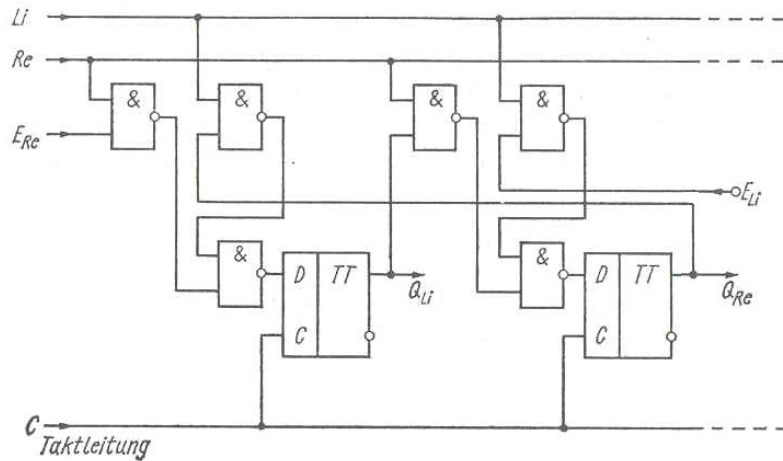 Li
Re
& & & &
E_Re
E_Li
& &
D TT Q_Li D TT Q_Re
C C
C
Taktleitung